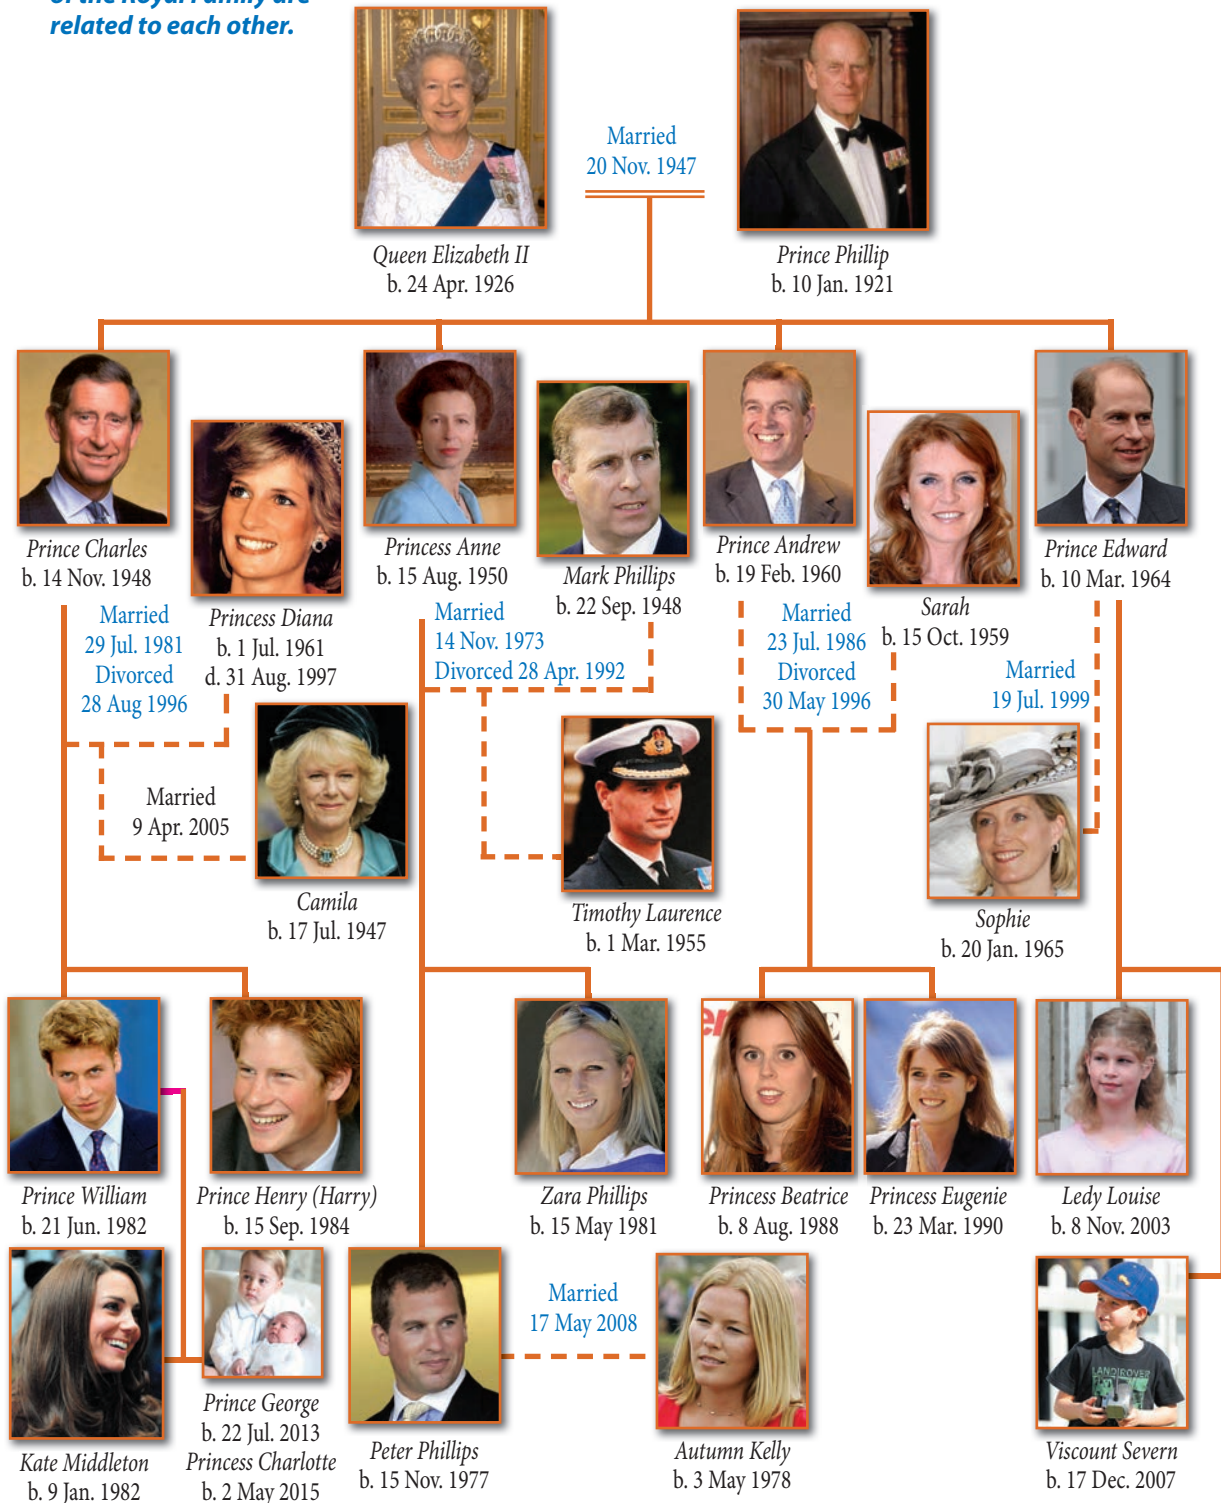 of the Royal Family are
related to each other.
Married
20 Nov. 1947
Queen Elizabeth II
b. 24 Apr. 1926
Prince Phillip
b. 10 Jan. 1921
Prince Charles
b. 14 Nov. 1948
Princess Diana
b. 1 Jul. 1961
d. 31 Aug. 1997
Married
29 Jul. 1981
Divorced
28 Aug 1996
Princess Anne
b. 15 Aug. 1950
Mark Phillips
b. 22 Sep. 1948
Married
14 Nov. 1973
Divorced 28 Apr. 1992
Prince Andrew
b. 19 Feb. 1960
Sarah
b. 15 Oct. 1959
Married
23 Jul. 1986
Divorced
30 May 1996
Prince Edward
b. 10 Mar. 1964
Married
19 Jul. 1999
Married
9 Apr. 2005
Camila
b. 17 Jul. 1947
Timothy Laurence
b. 1 Mar. 1955
Sophie
b. 20 Jan. 1965
Prince William
b. 21 Jun. 1982
Prince Henry (Harry)
b. 15 Sep. 1984
Zara Phillips
b. 15 May 1981
Princess Beatrice
b. 8 Aug. 1988
Princess Eugenie
b. 23 Mar. 1990
Ledy Louise
b. 8 Nov. 2003
Kate Middleton
b. 9 Jan. 1982
Prince George
b. 22 Jul. 2013
Princess Charlotte
b. 2 May 2015
Peter Phillips
b. 15 Nov. 1977
Married
17 May 2008
Autumn Kelly
b. 3 May 1978
LANDROVER
Viscount Severn
b. 17 Dec. 2007